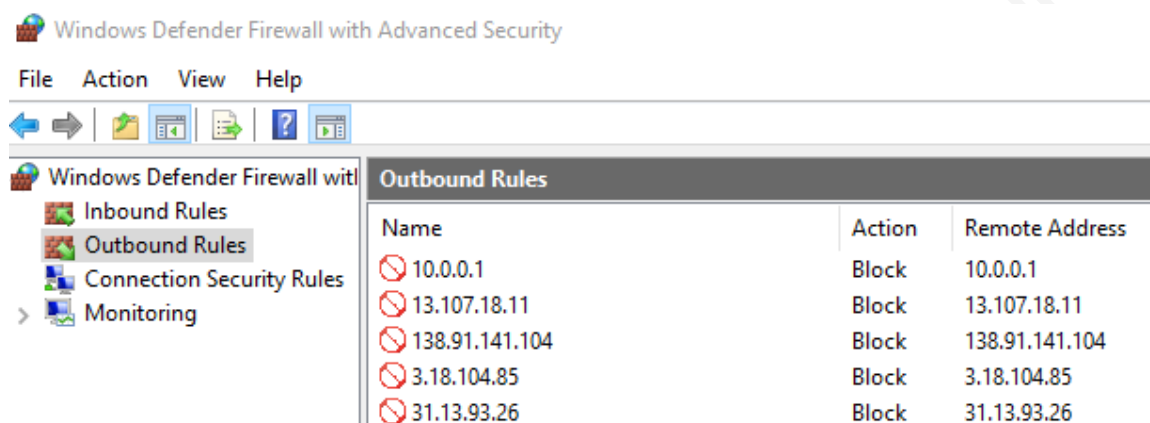 Windows Defender Firewall with Advanced Security
File Action View Help
Windows Defender Firewall witl
Inbound Rules
Outbound Rules
Connection Security Rules
Monitoring
Outbound Rules
Name Action Remote Address
10.0.0.1 Block 10.0.0.1
13.107.18.11 Block 13.107.18.11
138.91.141.104 Block 138.91.141.104
3.18.104.85 Block 3.18.104.85
31.13.93.26 Block 31.13.93.26